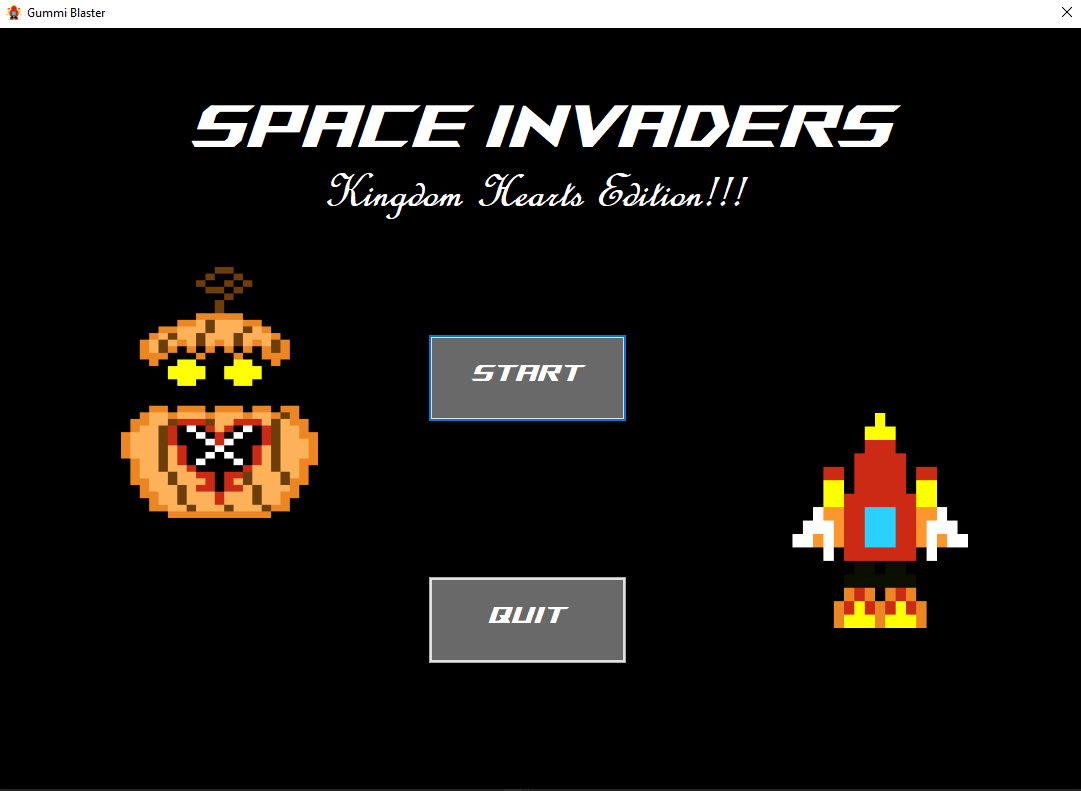 Gummi Blaster
SPACE INVADERS
Kingdom Hearts Edition!!!
START
QUIT